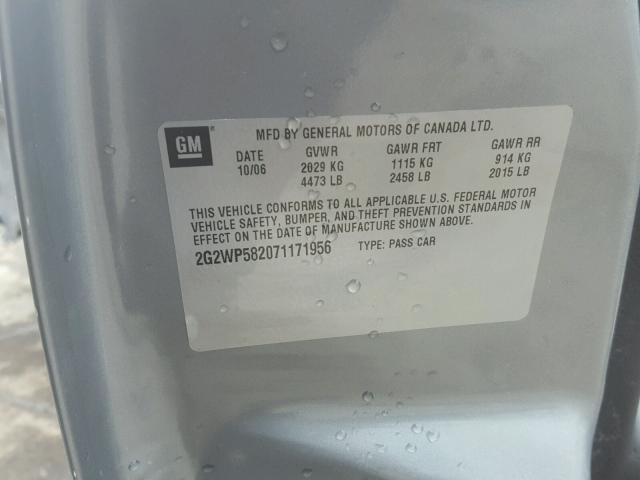 GM
MFD BY GENERAL MOTORS OF CANADA LTD.
DATE GVWR GAWR FRT GAWR RR
10/06 2029 KG 1115 KG 914 KG
4473 LB 2458 LB 2015 LB
THIS VEHICLE CONFORMS TO ALL APPLICABLE U.S. FEDERAL MOTOR
VEHICLE SAFETY, BUMPER, AND THEFT PREVENTION STANDARDS IN
EFFECT ON THE DATE OF MANUFACTURE SHOWN ABOVE.
2G2WP582071171956 TYPE: PASS CAR